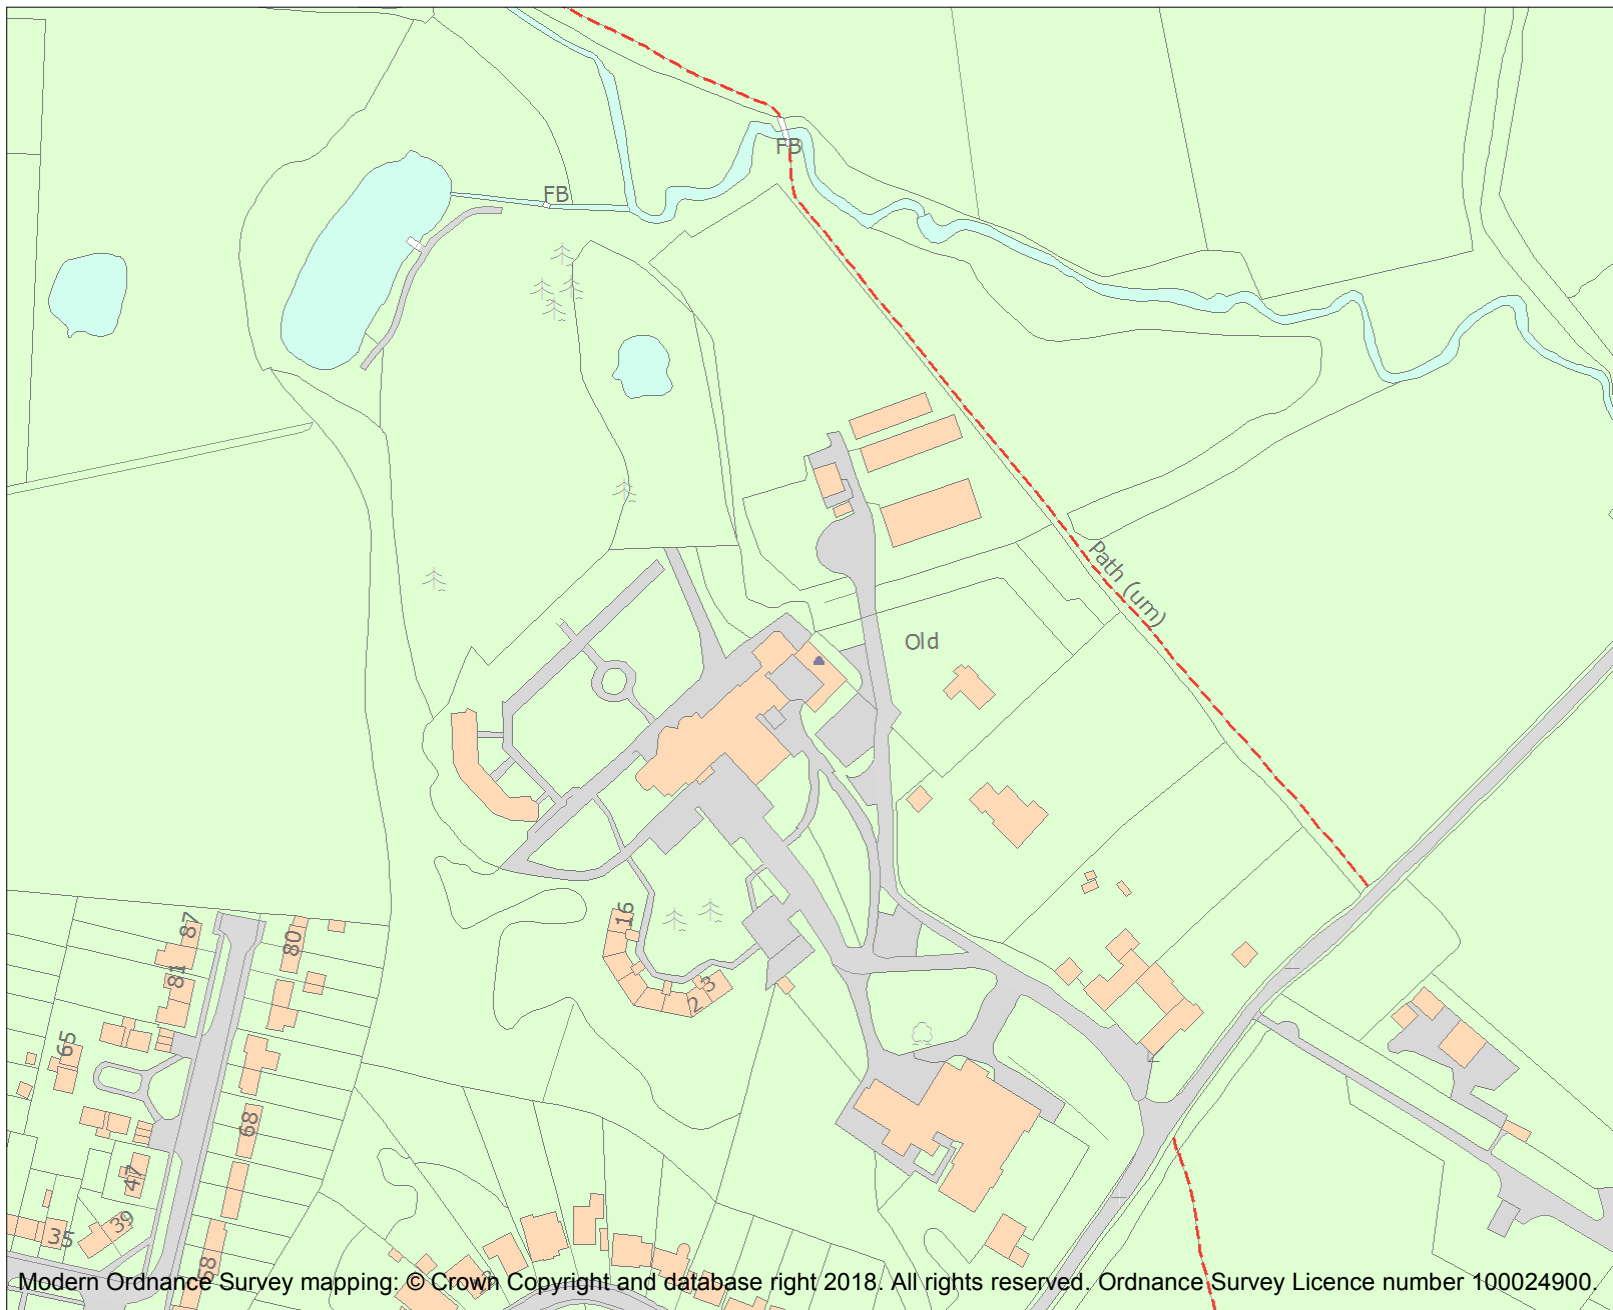 FB
FB
Path (um)
Old
16
87
80
81
3
2
65
68
47
39
35
58
Modern Ordnance Survey mapping: © Crown Copyright and database right 2018. All rights reserved. Ordnance Survey Licence number 100024900.